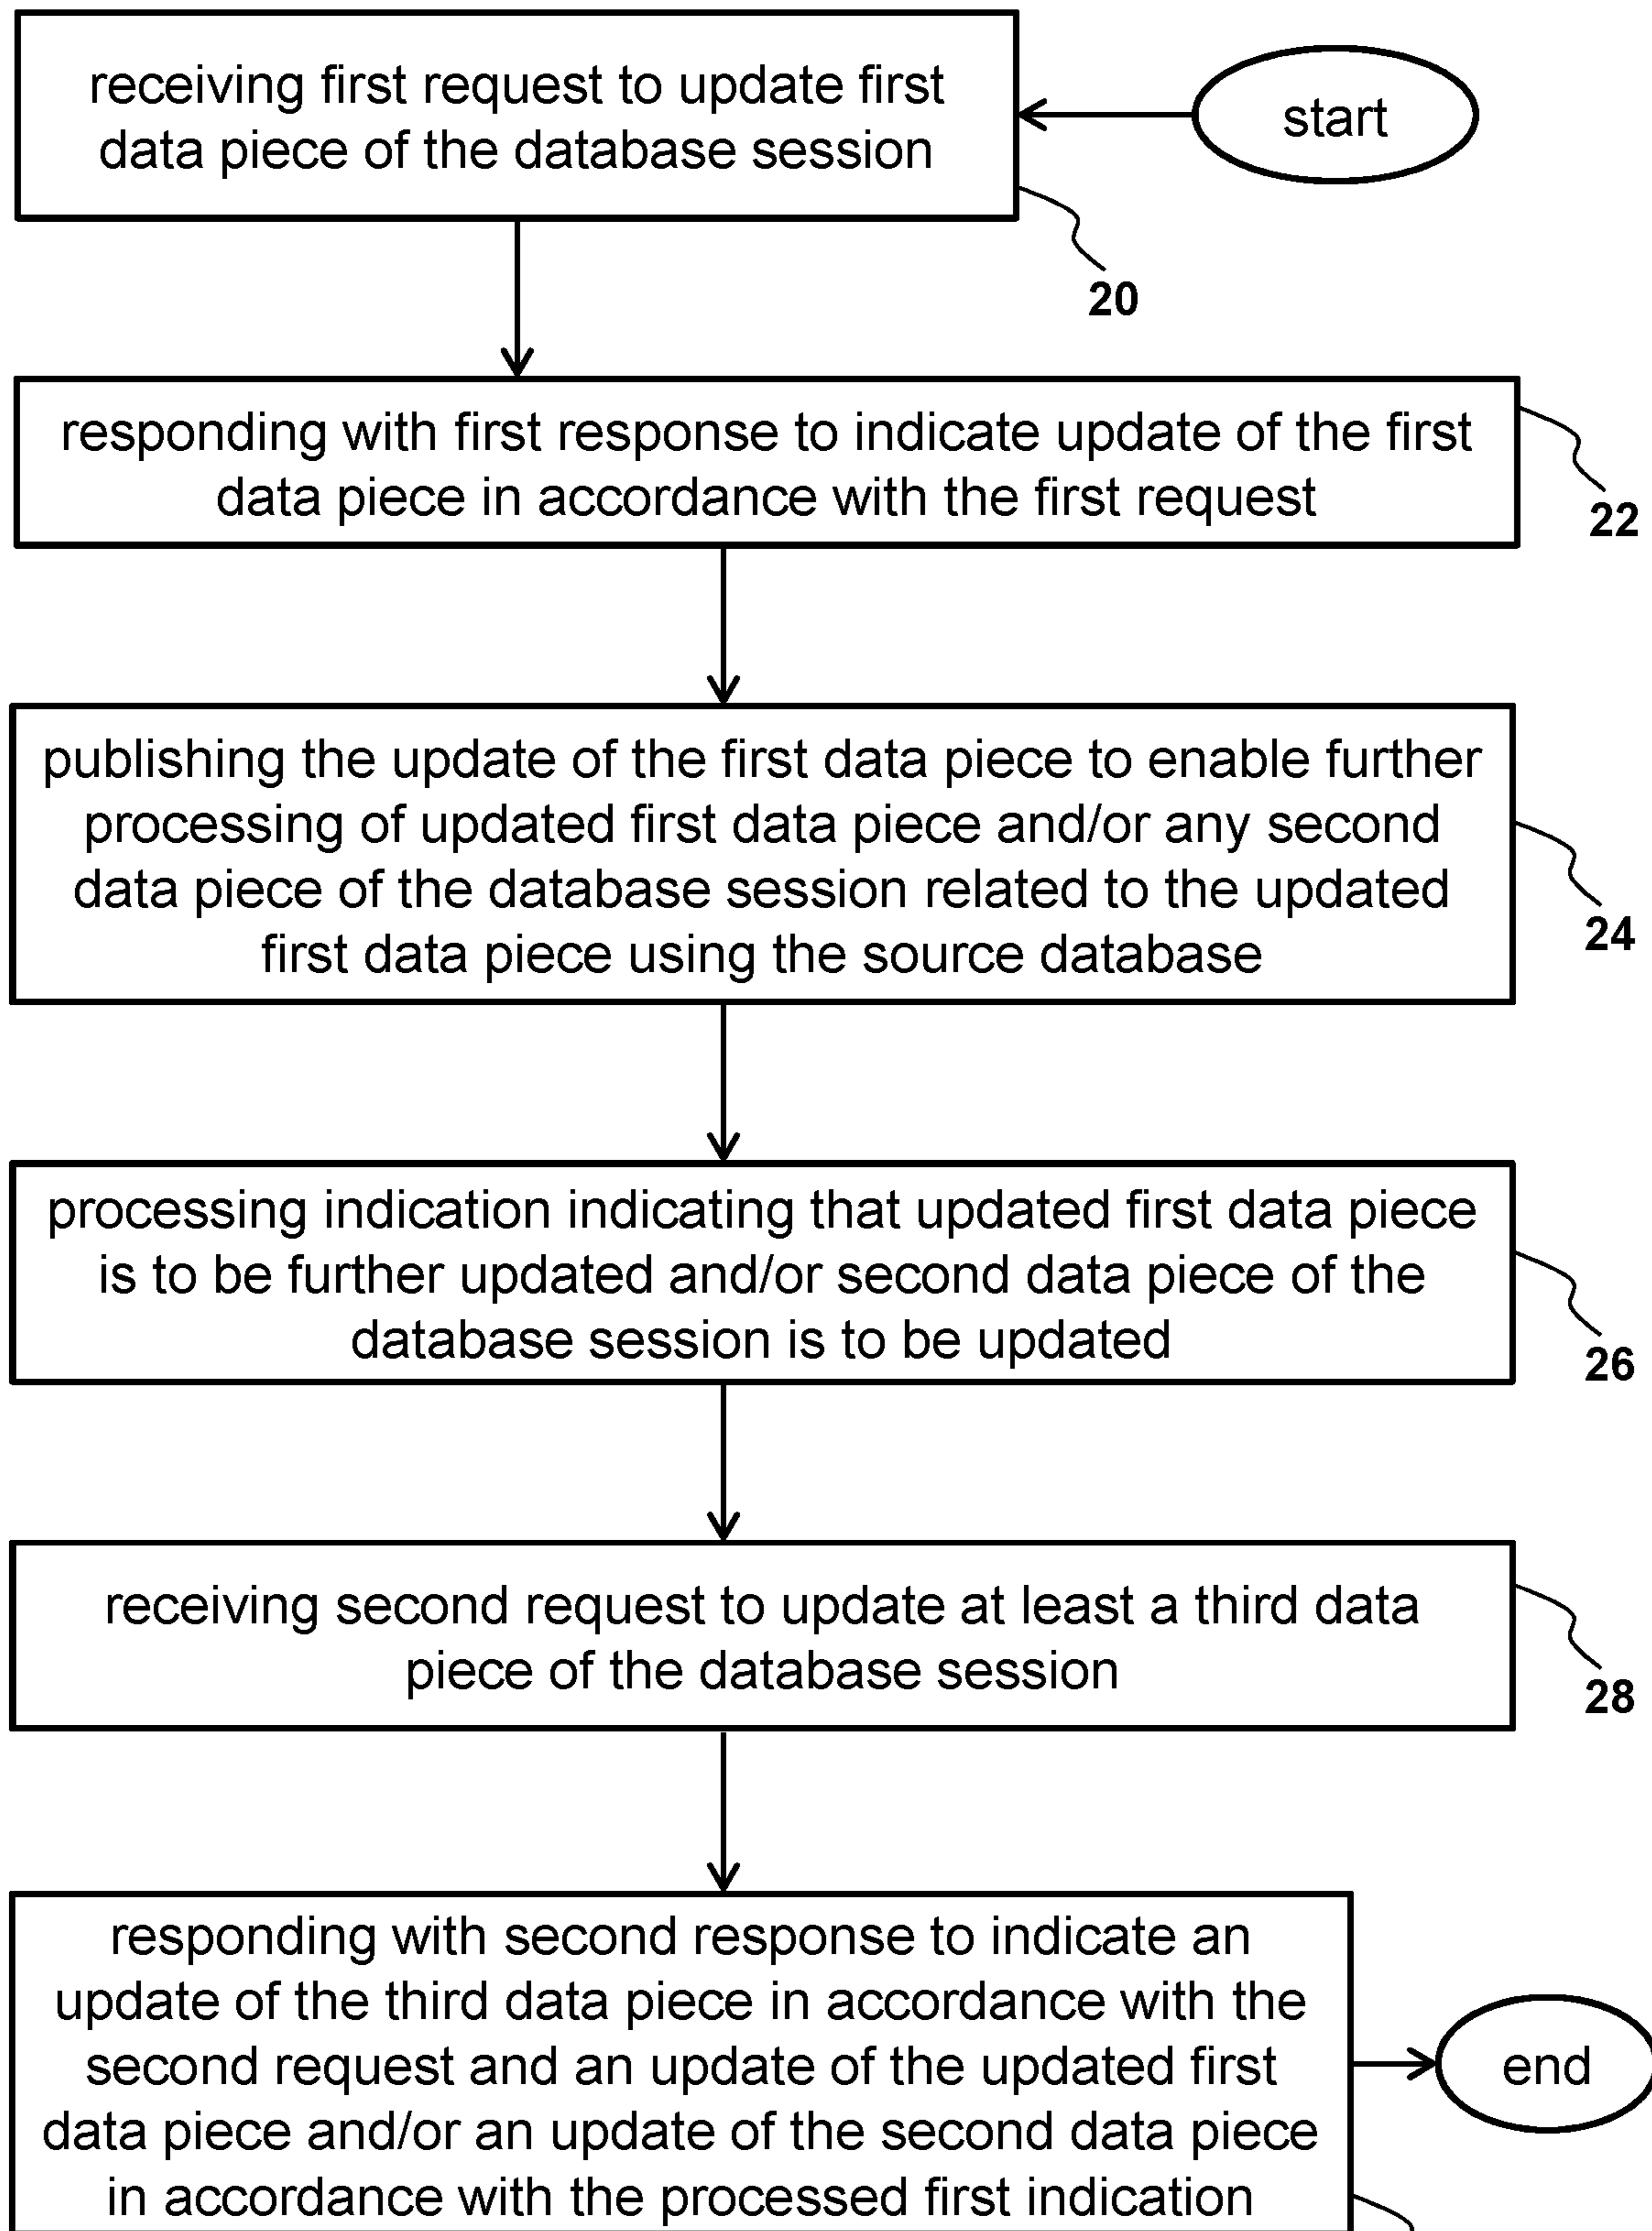 start
receiving first request to update first
data piece of the database session
20
responding with first response to indicate update of the first
data piece in accordance with the first request
22
publishing the update of the first data piece to enable further
processing of updated first data piece and/or any second
data piece of the database session related to the updated
first data piece using the source database
24
processing indication indicating that updated first data piece
is to be further updated and/or second data piece of the
database session is to be updated
26
receiving second request to update at least a third data
piece of the database session
28
responding with second response to indicate an
update of the third data piece in accordance with the
second request and an update of the updated first
data piece and/or an update of the second data piece
in accordance with the processed first indication
end